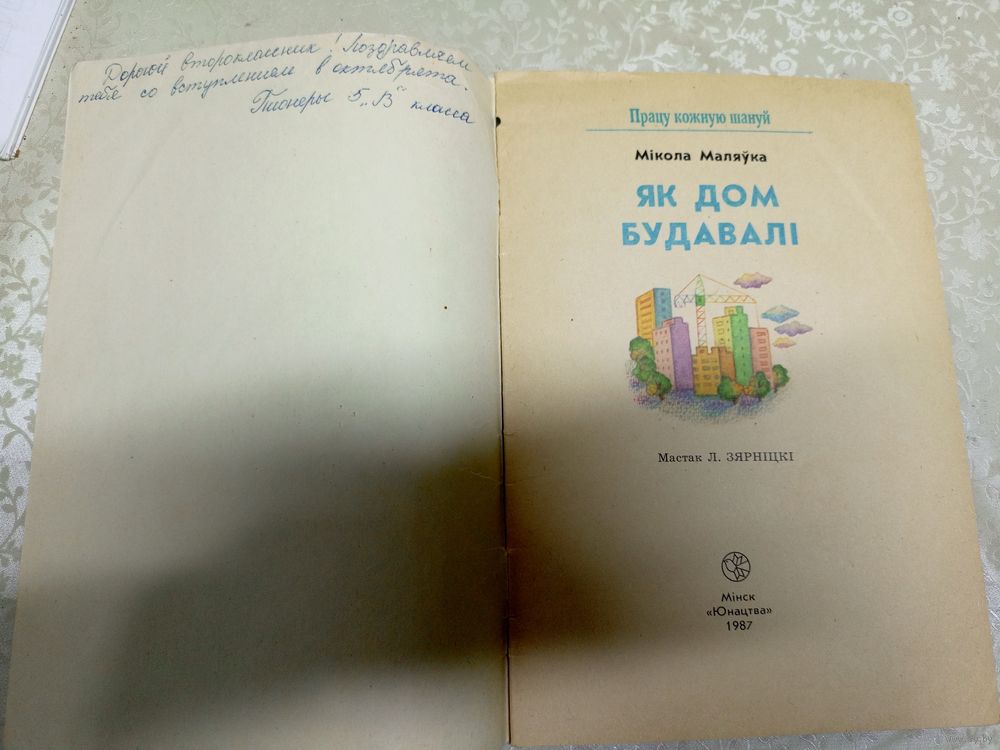 Дорогой второклассник! Поздравляем
тебя со вступлением в октябрята.
Пионеры 5 „В" класса
Працу кожную шануй
Мікола Маляўка
ЯК ДОМ
БУДАВАЛІ
Мастак Л. ЗЯРНІЦКІ
Мінск
«Юнацтва»
1987